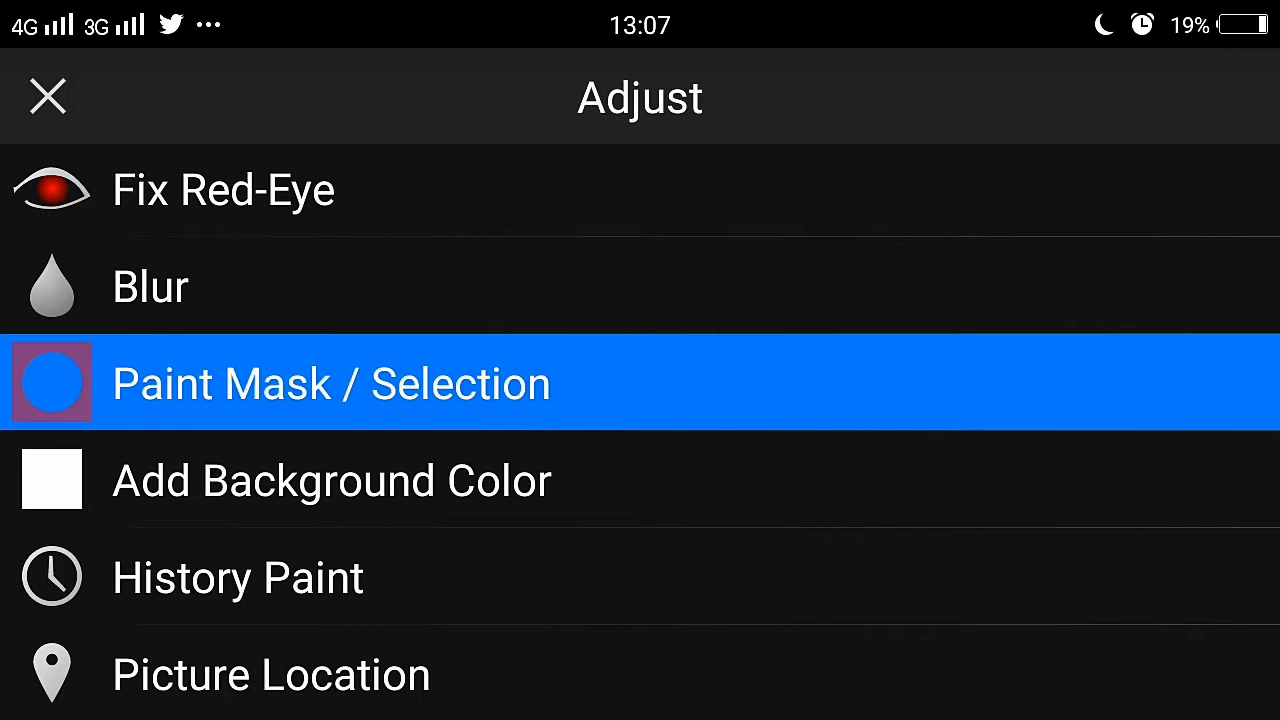 4G 3G 13:07 19%
Adjust
Fix Red-Eye
Blur
Paint Mask / Selection
Add Background Color
History Paint
Picture Location